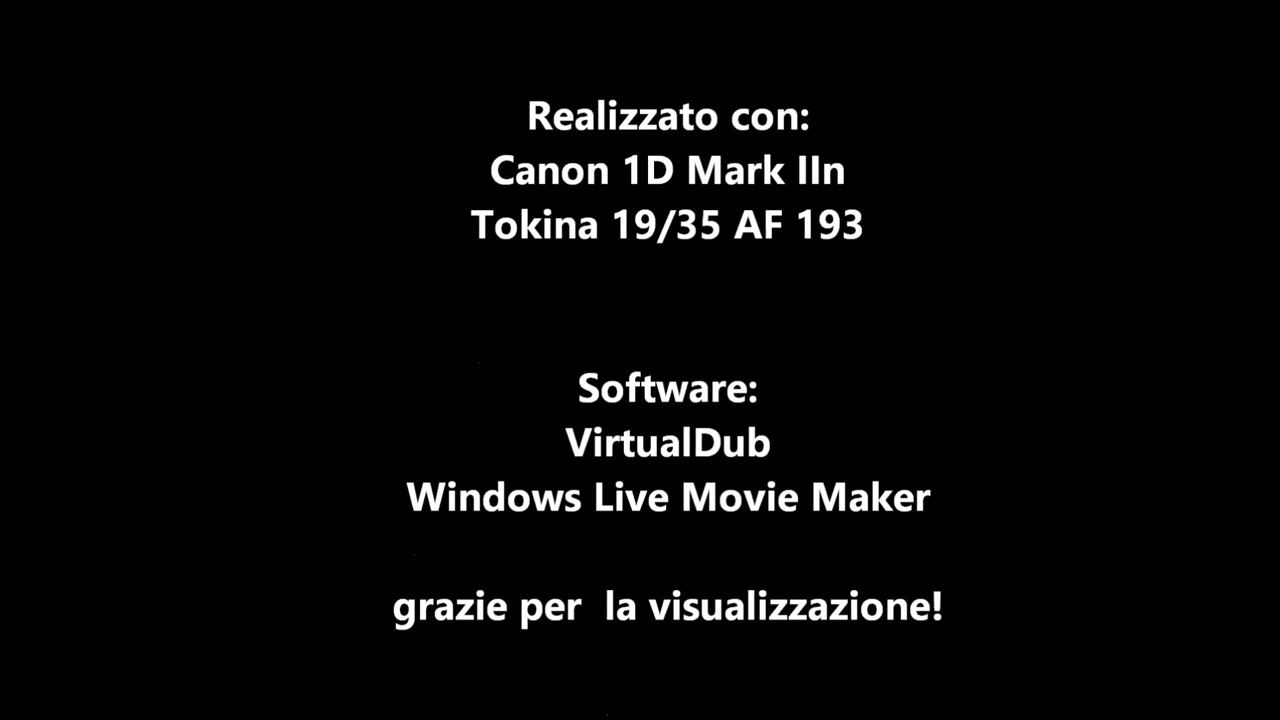 Realizzato con:
Canon 1D Mark IIn
Tokina 19/35 AF 193
Software:
VirtualDub
Windows Live Movie Maker
grazie per  la visualizzazione!